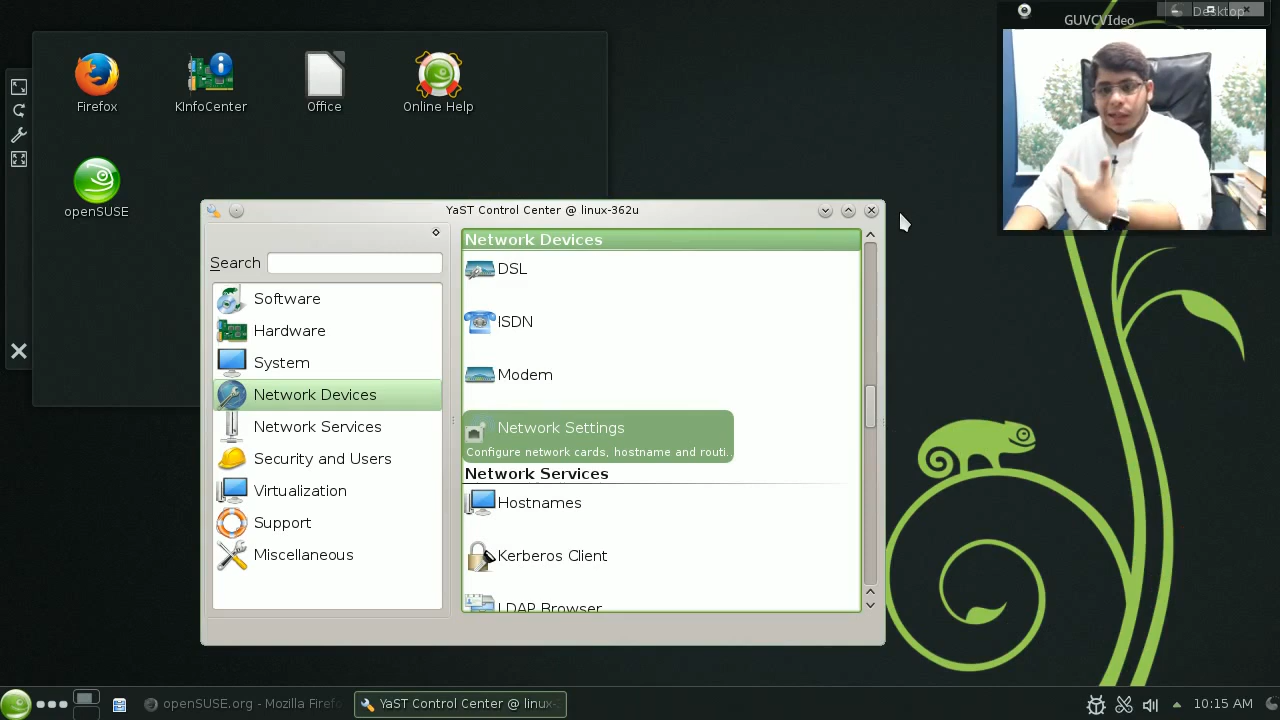 GUVCVIdeo
Desktop
Firefox
KInfoCenter
Office
Online Help
openSUSE
YaST Control Center @ linux-362u
Search
Software
Hardware
System
Network Devices
Network Services
Security and Users
Virtualization
Support
Miscellaneous
Network Devices
DSL
ISDN
Modem
Network Settings
Configure network cards, hostname and routi..
Network Services
Hostnames
Kerberos Client
LDAP Browser
openSUSE.org - Mozilla Firefo
YaST Control Center @ linux-
10:15 AM